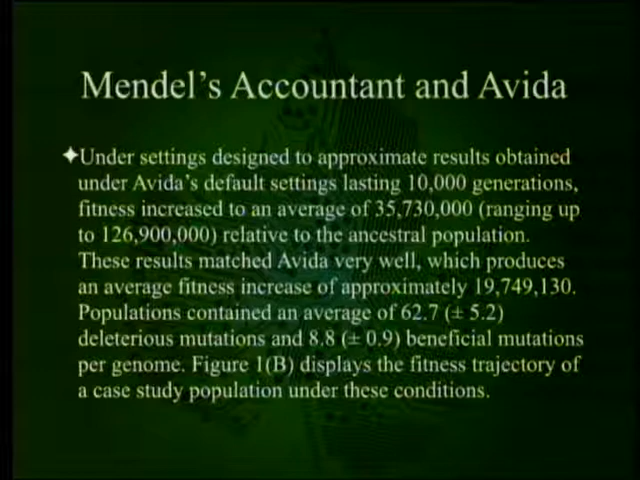 Mendel's Accountant and Avida
✦Under settings designed to approximate results obtained
under Avida's default settings lasting 10,000 generations,
fitness increased to an average of 35,730,000 (ranging up
to 126,900,000) relative to the ancestral population.
These results matched Avida very well, which produces
an average fitness increase of approximately 19,749,130.
Populations contained an average of 62.7 (± 5.2)
deleterious mutations and 8.8 (± 0.9) beneficial mutations
per genome. Figure 1(B) displays the fitness trajectory of
a case study population under these conditions.